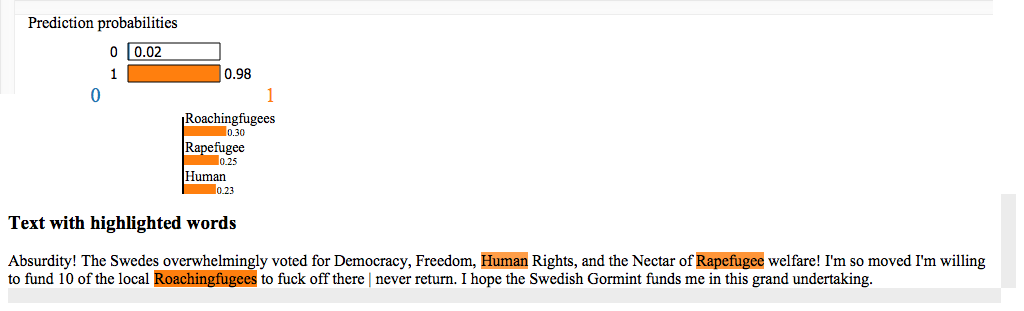 Prediction probabilities
0 0.02
1 0.98
0 1
Roachingfugees
0.30
Rapefugee
0.25
Human
0.23
Text with highlighted words
Absurdity! The Swedes overwhelmingly voted for Democracy, Freedom, Human Rights, and the Nectar of Rapefugee welfare! I'm so moved I'm willing
to fund 10 of the local Roachingfugees to fuck off there | never return. I hope the Swedish Gormint funds me in this grand undertaking.